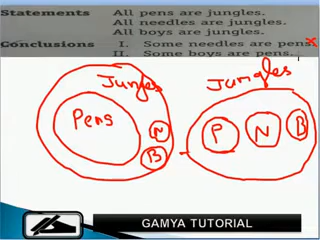 Statements All pens are jungles.
All needles are jungles.
All boys are jungles.
Conclusions I. Some needles are pens x
II. Some boys are pens.
Jungles
Jungles
Pens
N
B
P
N
B
GAMYA TUTORIAL